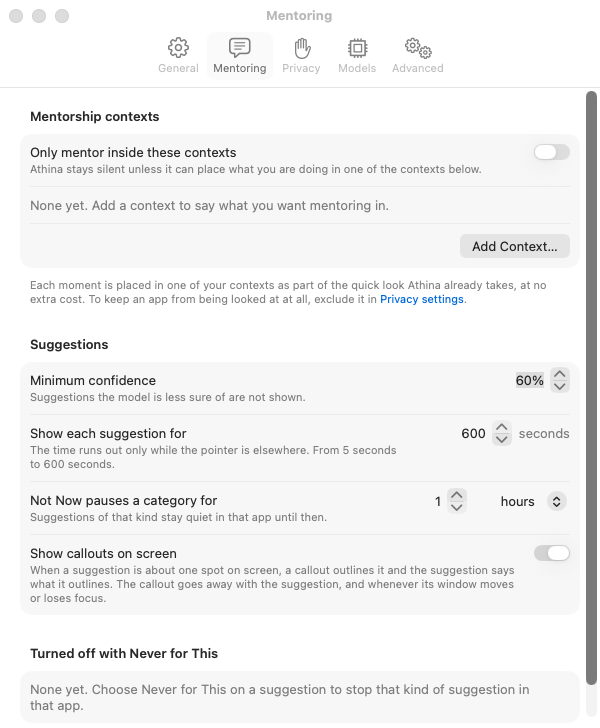 Mentoring
General
Mentoring
Privacy
Models
Advanced
Mentorship contexts
Only mentor inside these contexts
Athina stays silent unless it can place what you are doing in one of the contexts below.
None yet. Add a context to say what you want mentoring in.
Add Context...
Each moment is placed in one of your contexts as part of the quick look Athina already takes, at no
extra cost. To keep an app from being looked at at all, exclude it in Privacy settings.
Suggestions
Minimum confidence
60%
Suggestions the model is less sure of are not shown.
Show each suggestion for
600 seconds
The time runs out only while the pointer is elsewhere. From 5 seconds
to 600 seconds.
Not Now pauses a category for
1 hours
Suggestions of that kind stay quiet in that app until then.
Show callouts on screen
When a suggestion is about one spot on screen, a callout outlines it and the suggestion says
what it outlines. The callout goes away with the suggestion, and whenever its window moves
or loses focus.
Turned off with Never for This
None yet. Choose Never for This on a suggestion to stop that kind of suggestion in
that app.